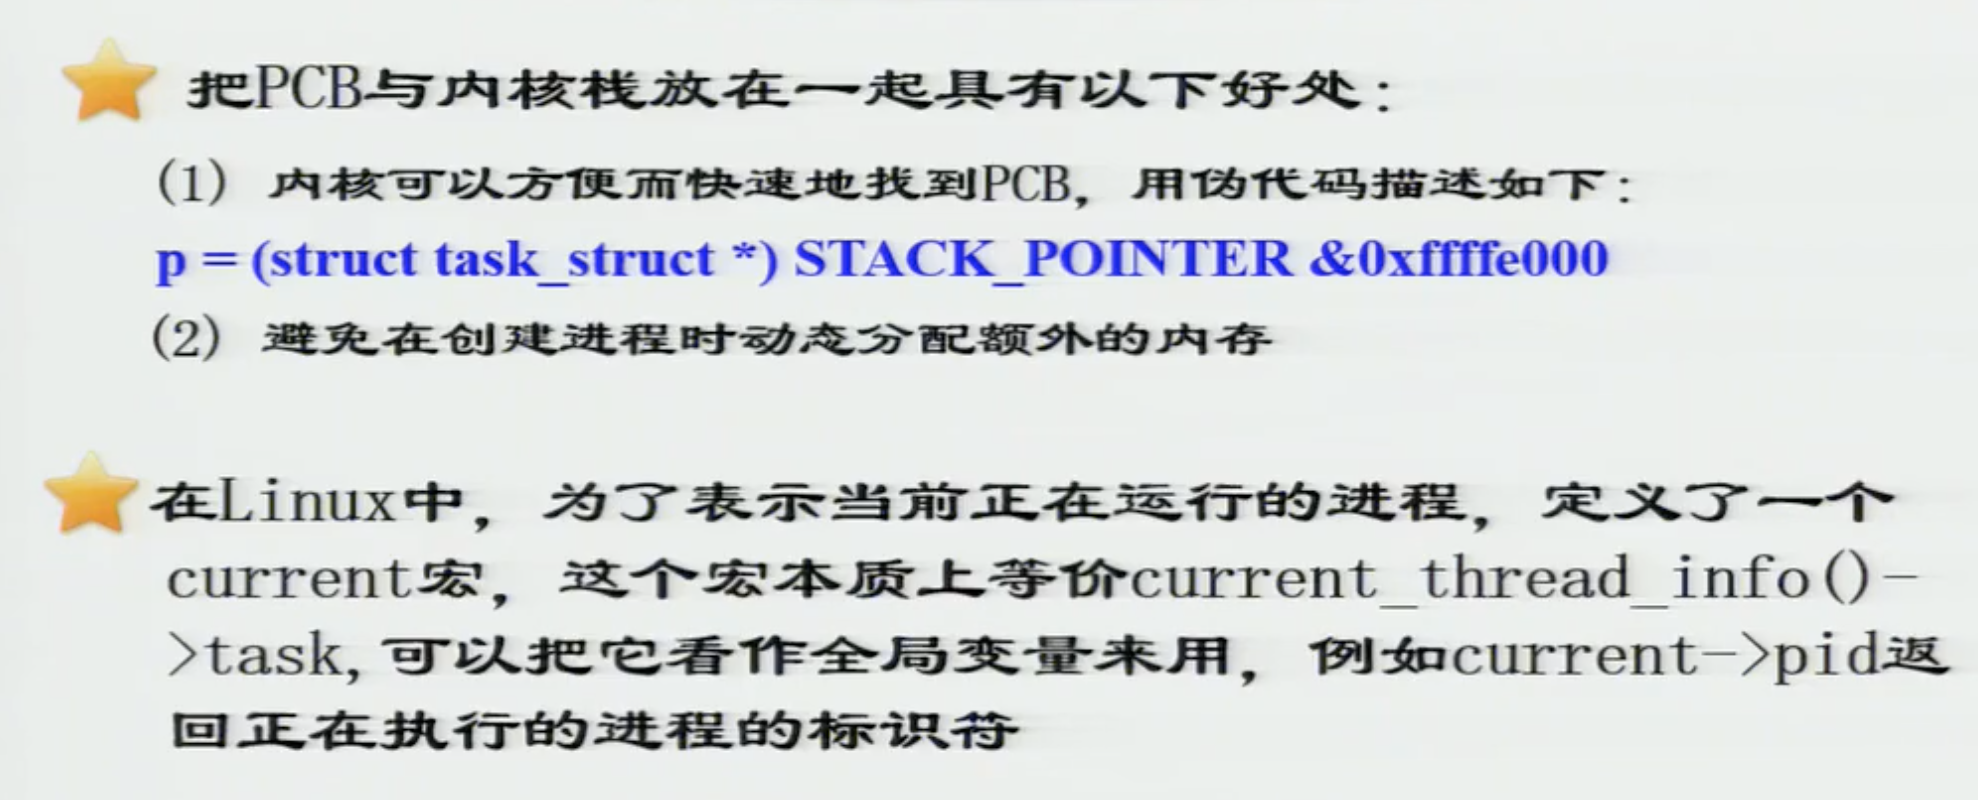 把PCB与内核栈放在一起具有以下好处:
(1) 内核可以方便而快速地找到PCB, 用伪代码描述如下:
p = (struct task_struct *) STACK_POINTER &0xffffe000
(2) 避免在创建进程时动态分配额外的内存
在Linux中, 为了表示当前正在运行的进程, 定义了一个
current宏, 这个宏本质上等价current_thread_info()-
>task, 可以把它看作全局变量来用, 例如current->pid返
回正在执行的进程的标识符